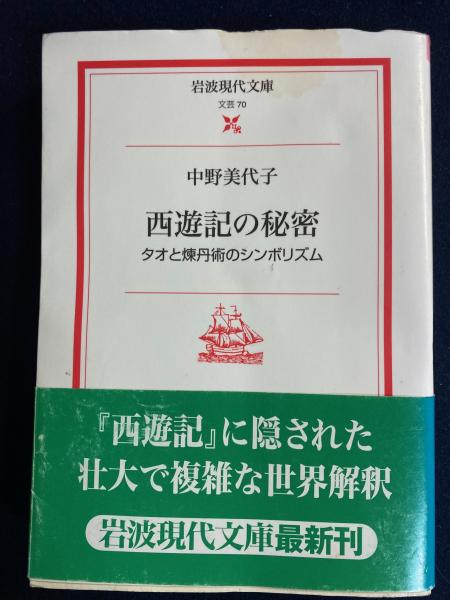 岩波現代文庫
文芸 70
中野美代子
西遊記の秘密
タオと煉丹術のシンボリズム
『西遊記』に隠された
壮大で複雑な世界解釈
岩波現代文庫最新刊